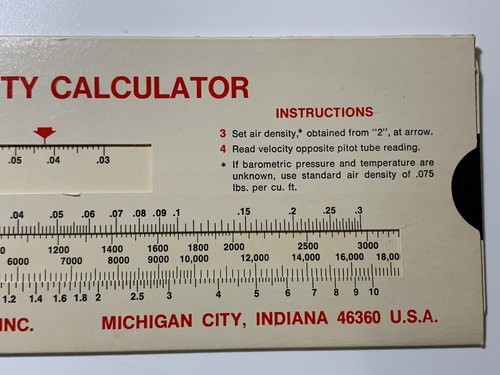 TY CALCULATOR
INSTRUCTIONS
3 Set air density,* obtained from "2", at arrow.
4 Read velocity opposite pitot tube reading.
* If barometric pressure and temperature are
unknown, use standard air density of .075
lbs. per cu. ft.
.05 .04 .03
.04 .05 .06 .07 .08 .09 .1 .15 .2 .25 .3
0 1200 1400 1600 1800 2000 2500 3000
6000 7000 8000 9000 10,000 12,000 14,000 16,000 18,00
1.2 1.4 1.6 1.8 2 2.5 3 4 5 6 7 8 9 10
INC. MICHIGAN CITY, INDIANA 46360 U.S.A.